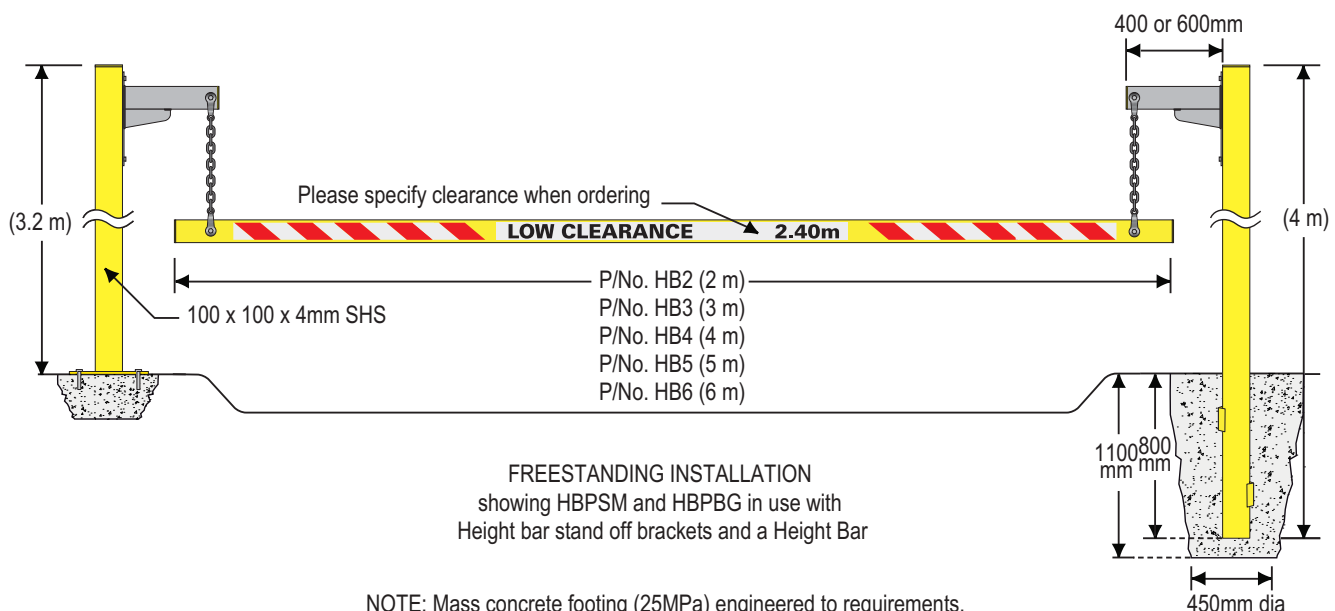 400 or 600mm
Please specify clearance when ordering
(3.2 m)
LOW CLEARANCE 2.40m
(4 m)
P/No. HB2 (2 m)
100 x 100 x 4mm SHS
P/No. HB3 (3 m)
P/No. HB4 (4 m)
P/No. HB5 (5 m)
P/No. HB6 (6 m)
1100
mm
800
mm
FREESTANDING INSTALLATION
showing HBPSM and HBPBG in use with
Height bar stand off brackets and a Height Bar
450mm dia
NOTE: Mass concrete footing (25MPa) engineered to requirements.